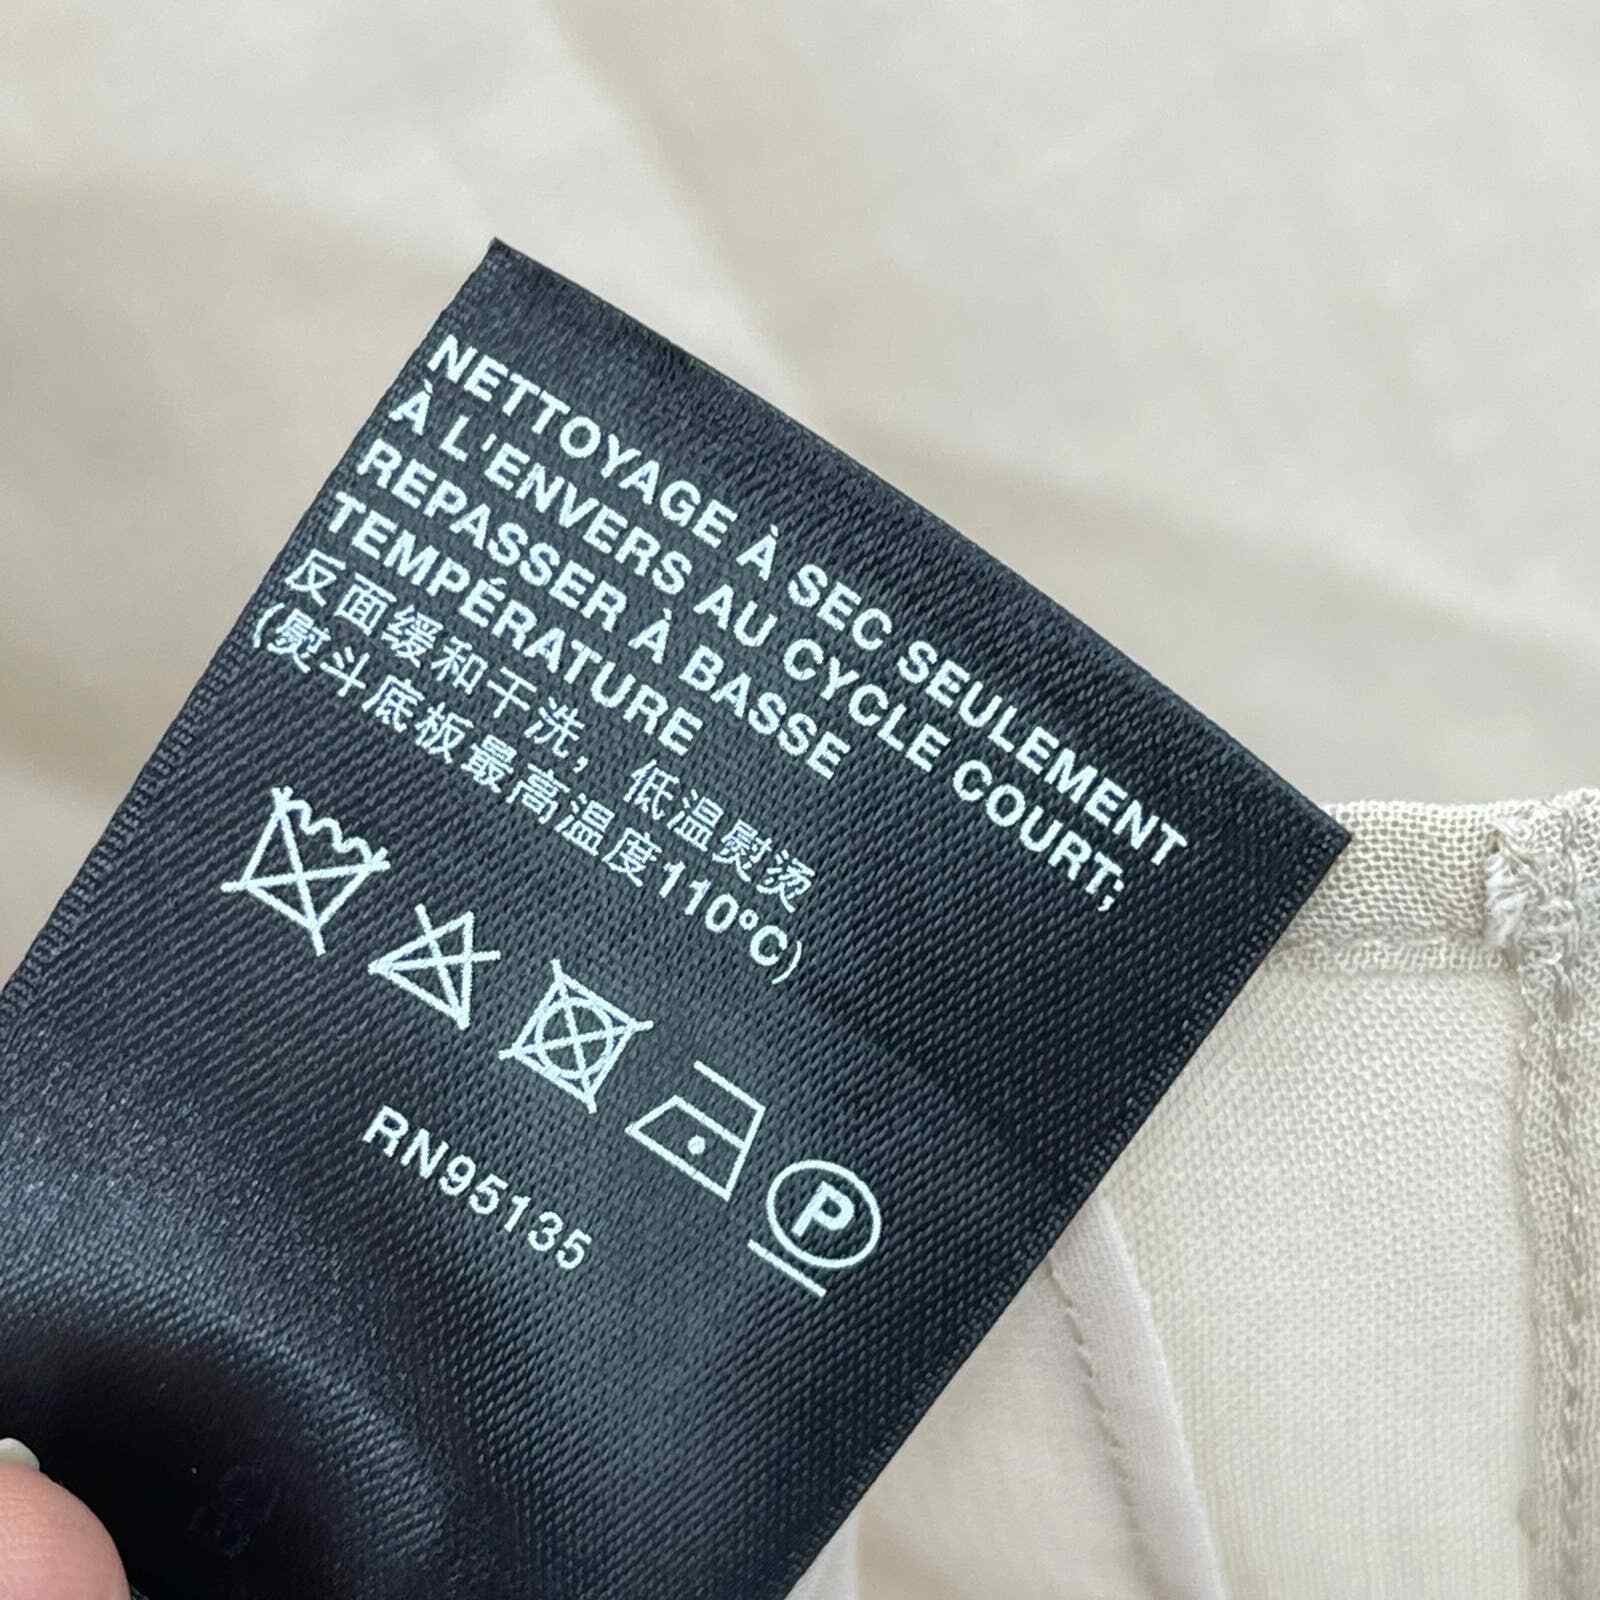 NETTOYAGE À SEC SEULEMENT
À L'ENVERS AU CYCLE COURT;
REPASSER À BASSE
TEMPÉRATURE
反面缓和干洗，低温熨烫
(熨斗底板最高温度110°C)
P
RN95135